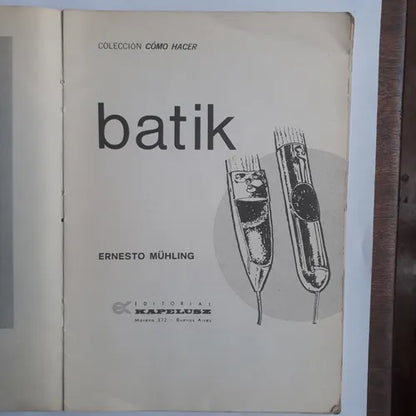 COLECCIÓN CÓMO HACER
batik
ERNESTO MÜHLING
EDITORIAL
KAPELUSZ
Moreno 372 - Buenos Aires